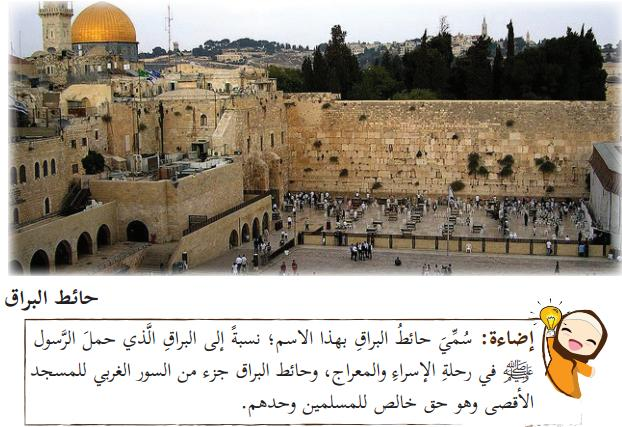 حائط البراق
إضاءة: سُمِّيَ حائطُ البراقِ بهذا الاسم؛ نسبةً إلى البراقِ الَّذي حملَ الرَّسول
ﷺ في رحلةِ الإسراءِ والمعراج، وحائط البراق جزء من السور الغربي للمسجد
الأقصى وهو حق خالص للمسلمين وحدهم.